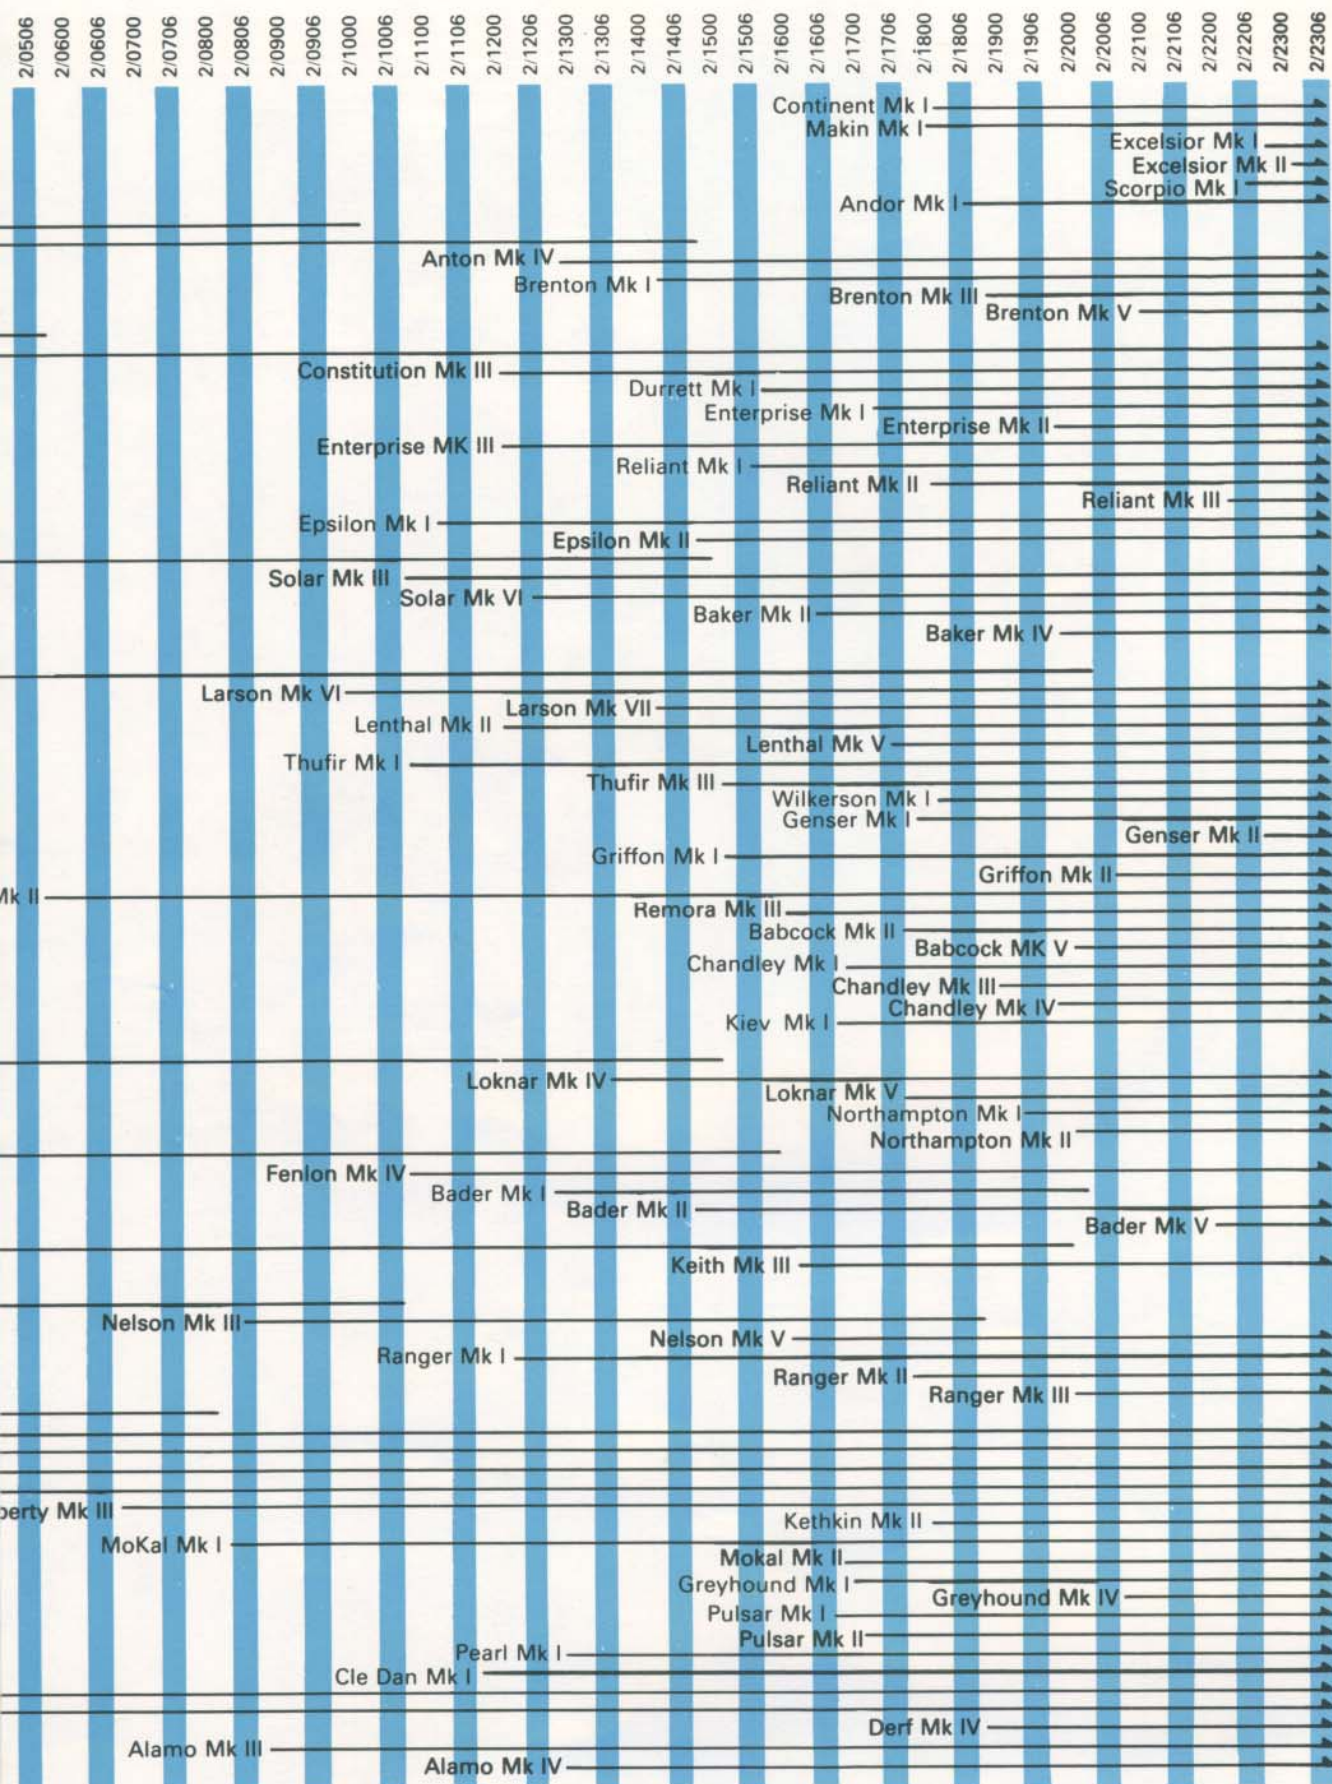 2/0506 2/0600 2/0606 2/0700 2/0706 2/0800 2/0806 2/0900 2/0906 2/1000 2/1006 2/1100 2/1106 2/1200 2/1206 2/1300 2/1306 2/1400 2/1406 2/1500 2/1506 2/1600 2/1606 2/1700 2/1706 2/1800 2/1806 2/1900 2/1906 2/2000 2/2006 2/2100 2/2106 2/2200 2/2206 2/2300 2/2306
Continent Mk I
Makin Mk I
Excelsior Mk I
Excelsior Mk II
Scorpio Mk I
Andor Mk I
Anton Mk IV
Brenton Mk I
Brenton Mk III
Brenton Mk V
Constitution Mk III
Durrett Mk I
Enterprise Mk I
Enterprise Mk II
Enterprise MK III
Reliant Mk I
Reliant Mk II
Reliant Mk III
Epsilon Mk I
Epsilon Mk II
Solar Mk III
Solar Mk VI
Baker Mk II
Baker Mk IV
Larson Mk VI
Larson Mk VII
Lenthal Mk II
Lenthal Mk V
Thufir Mk I
Thufir Mk III
Wilkerson Mk I
Genser Mk I
Genser Mk II
Griffon Mk I
Griffon Mk II
Mk II
Remora Mk III
Babcock Mk II
Babcock MK V
Chandley Mk I
Chandley Mk III
Chandley Mk IV
Kiev Mk I
Loknar Mk IV
Loknar Mk V
Northampton Mk I
Northampton Mk II
Fenlon Mk IV
Bader Mk I
Bader Mk II
Bader Mk V
Keith Mk III
Nelson Mk III
Nelson Mk V
Ranger Mk I
Ranger Mk II
Ranger Mk III
berty Mk III
Kethkin Mk II
MoKal Mk I
Mokal Mk II
Greyhound Mk I
Greyhound Mk IV
Pulsar Mk I
Pulsar Mk II
Pearl Mk I
Cle Dan Mk I
Derf Mk IV
Alamo Mk III
Alamo Mk IV